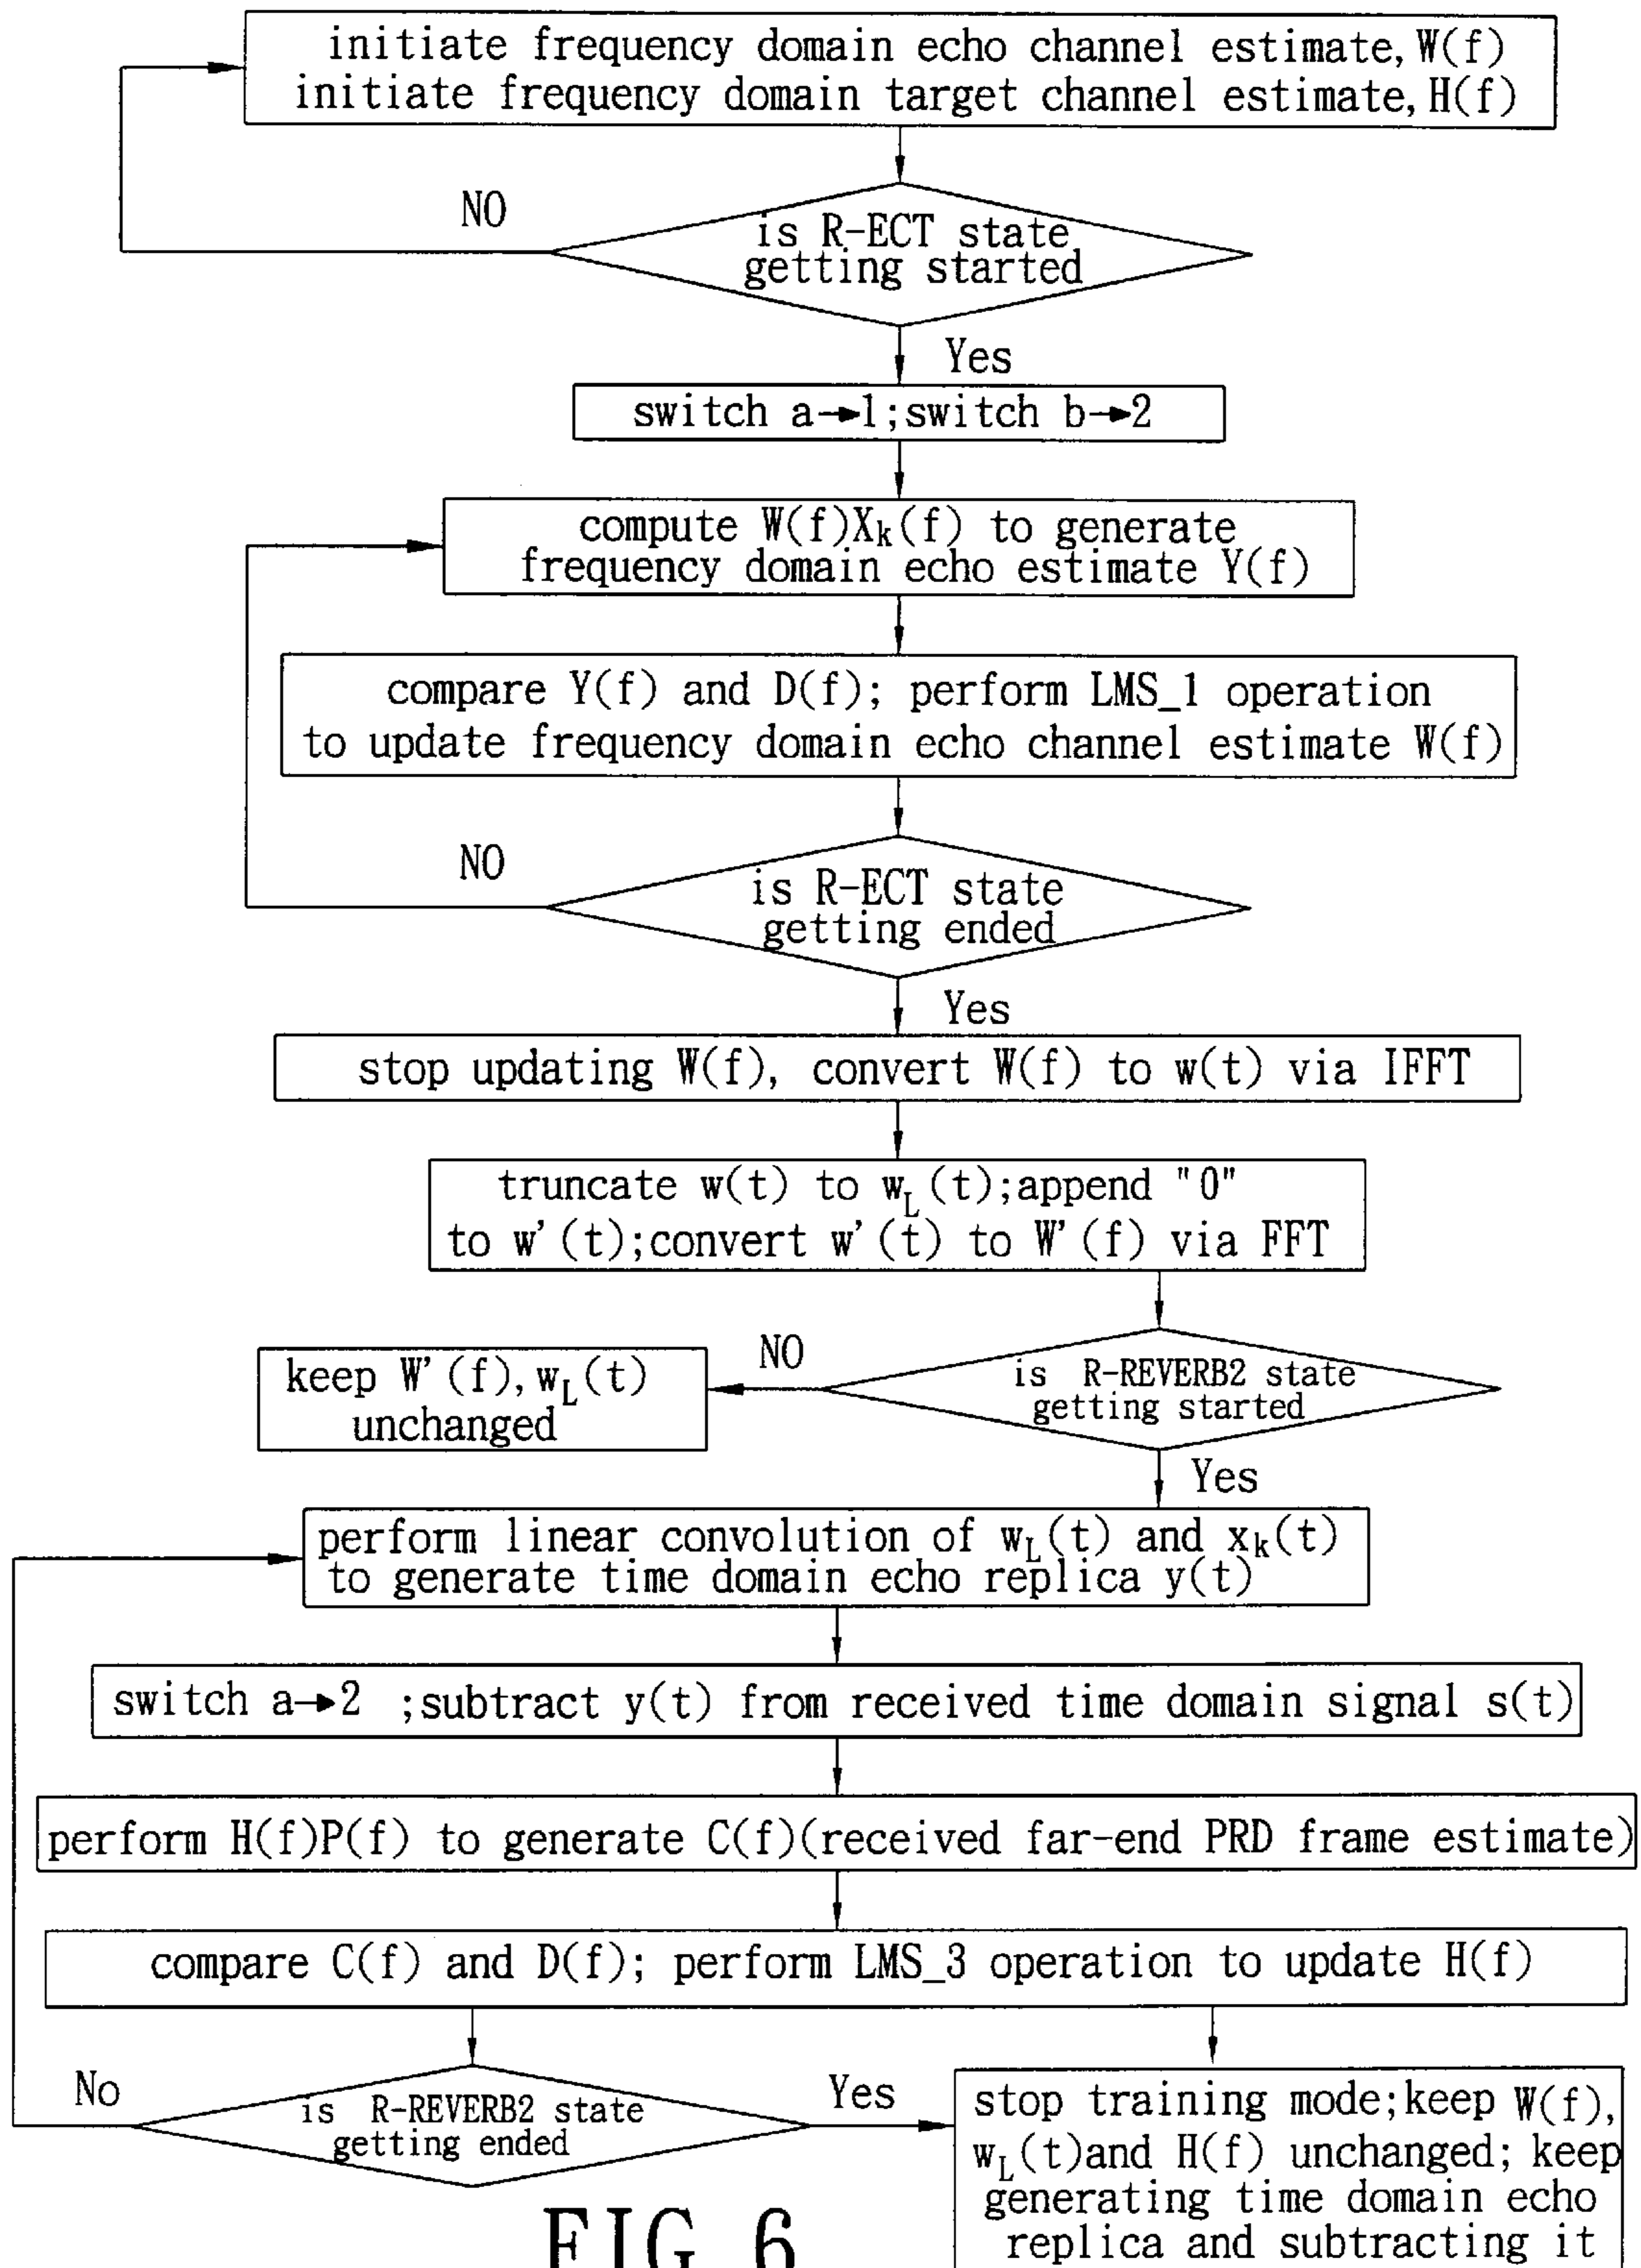 initiate frequency domain echo channel estimate, W(f)
initiate frequency domain target channel estimate, H(f)
NO
is R-ECT state
getting started
Yes
switch a→1;switch b→2
compute W(f)Xk(f) to generate
frequency domain echo estimate Y(f)
compare Y(f) and D(f); perform LMS_1 operation
to update frequency domain echo channel estimate W(f)
NO
is R-ECT state
getting ended
Yes
stop updating W(f), convert W(f) to w(t) via IFFT
truncate w(t) to wL(t);append "0"
to w'(t);convert w'(t) to W'(f) via FFT
NO
is R-REVERB2 state
getting started
keep W'(f), wL(t)
unchanged
Yes
perform linear convolution of wL(t) and xk(t)
to generate time domain echo replica y(t)
switch a→2 ;subtract y(t) from received time domain signal s(t)
perform H(f)P(f) to generate C(f)(received far-end PRD frame estimate)
compare C(f) and D(f); perform LMS_3 operation to update H(f)
No
is R-REVERB2 state
getting ended
Yes
stop training mode;keep W(f),
wL(t)and H(f) unchanged; keep
generating time domain echo
replica and subtracting it
FIG 6